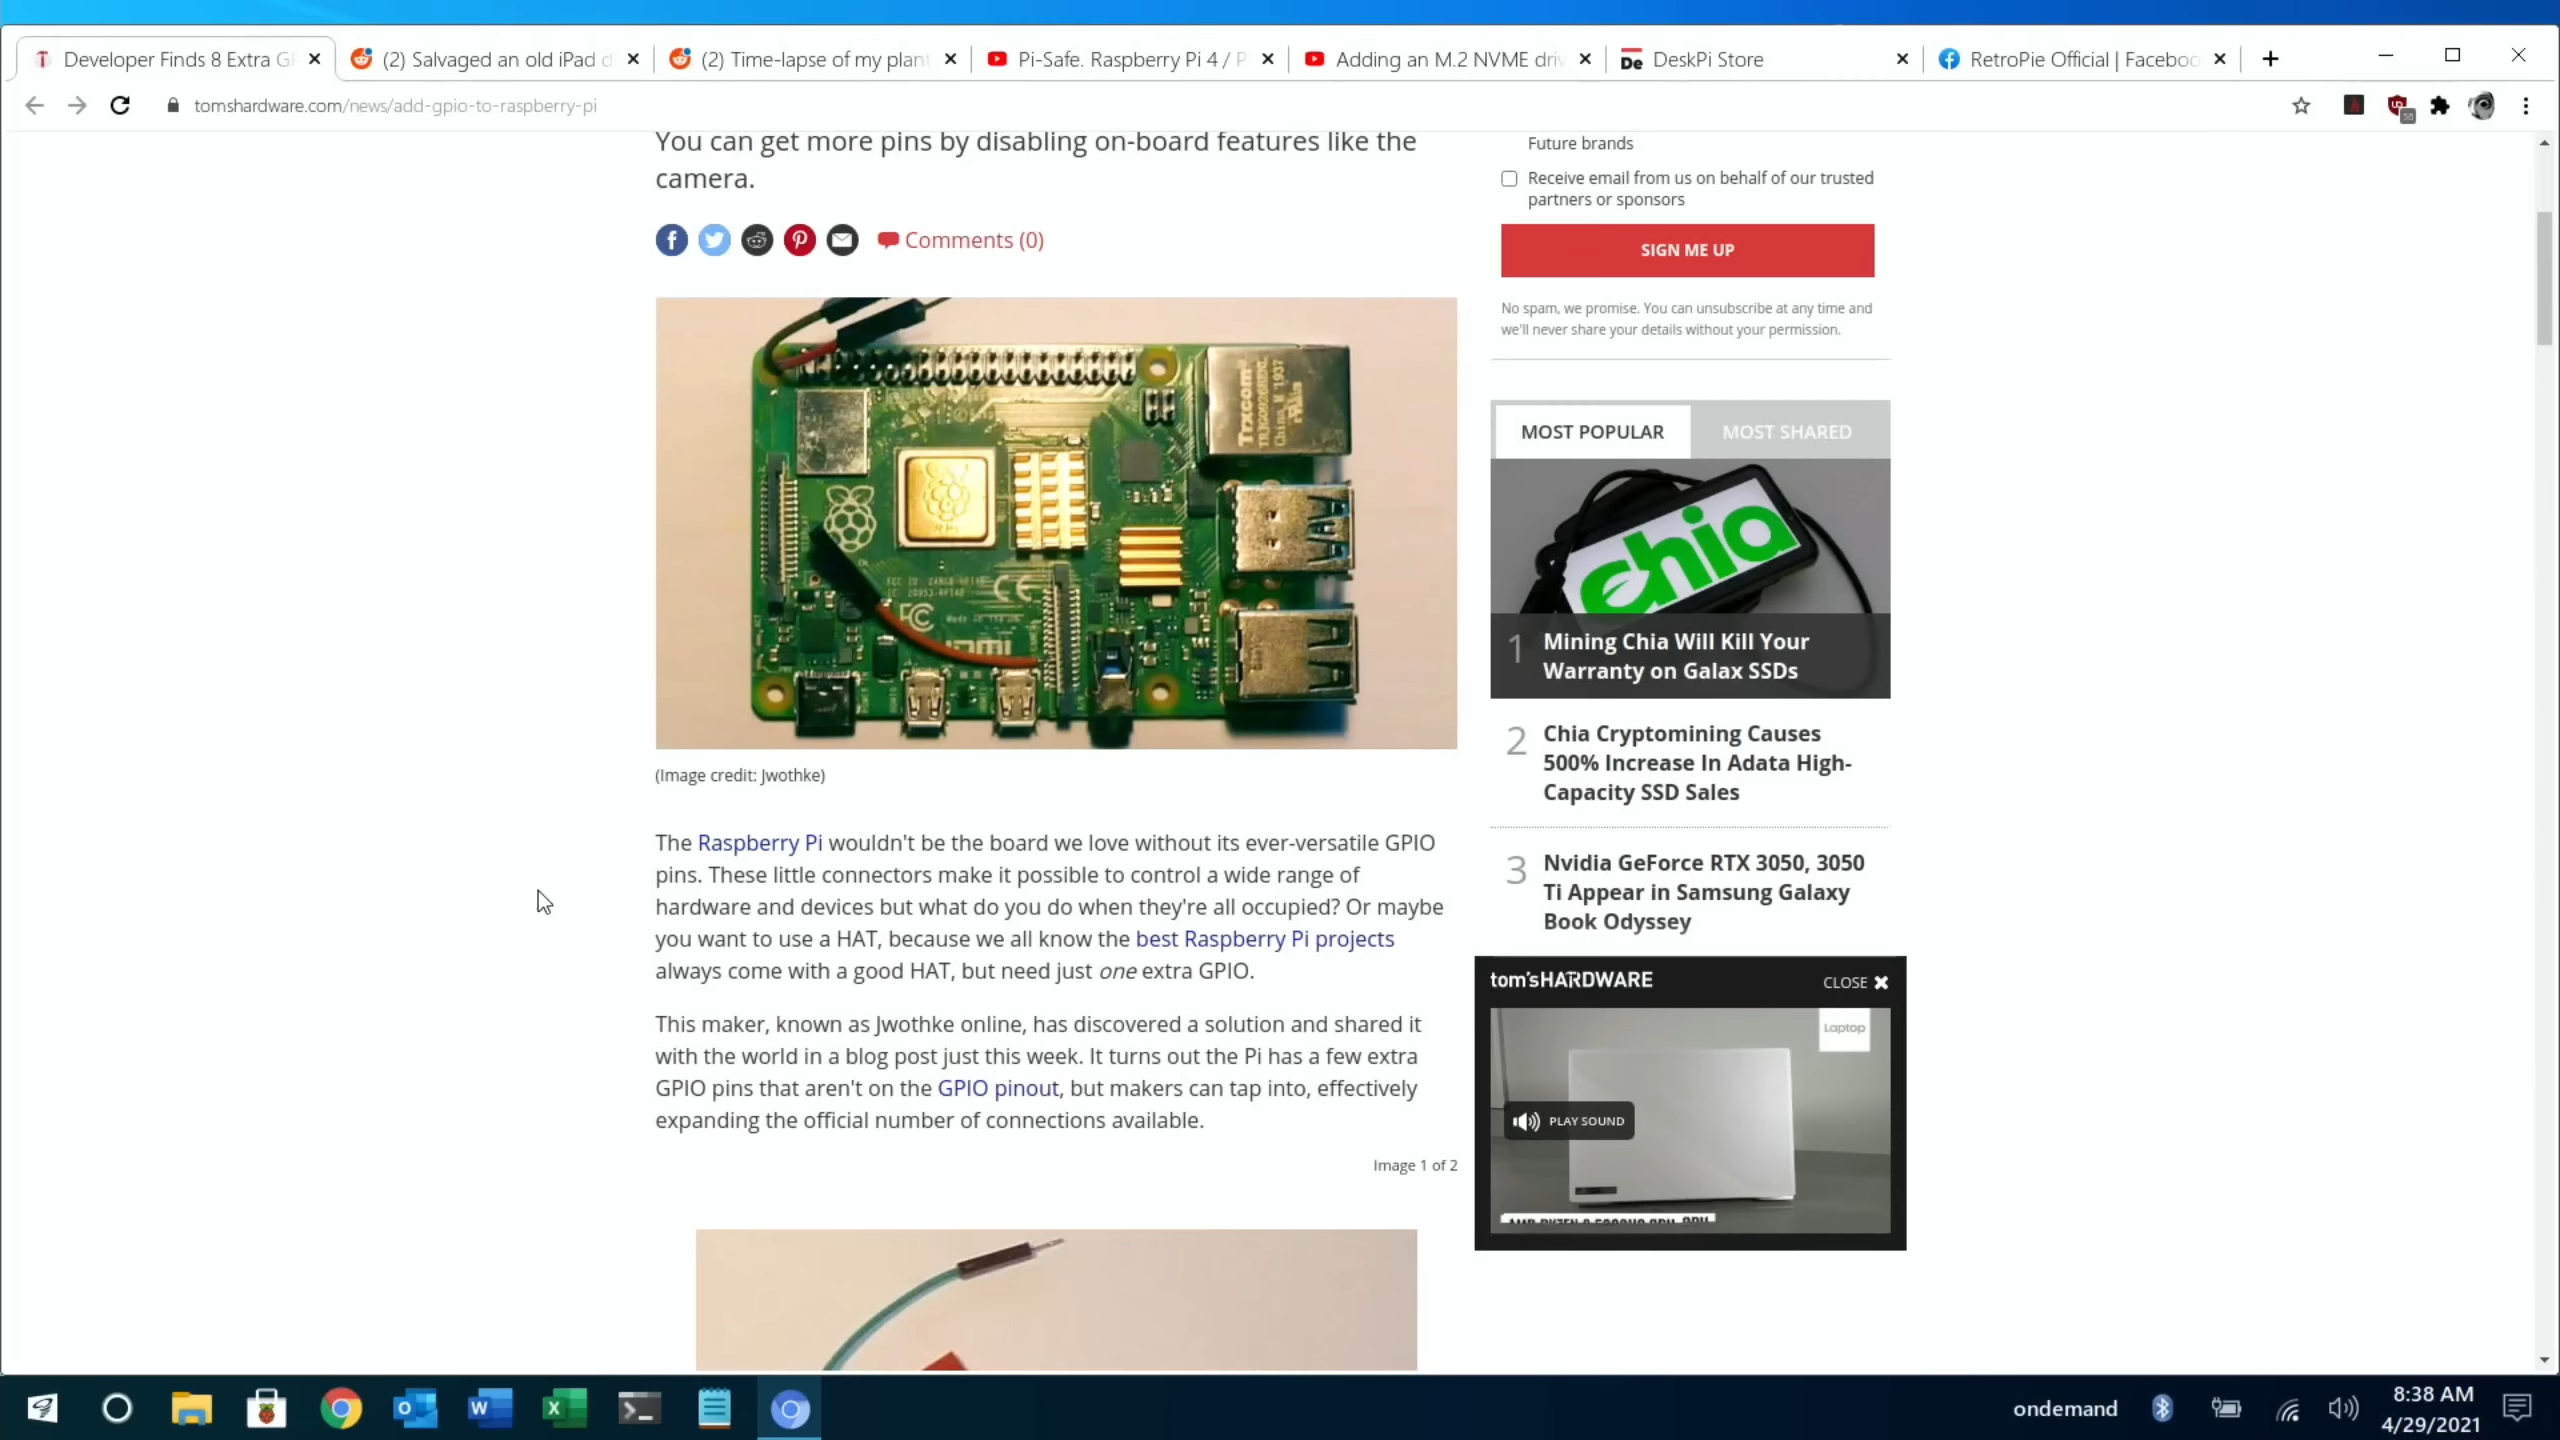 Developer Finds 8 Extra G
(2) Salvaged an old iPad d
(2) Time-lapse of my plant
Pi-Safe. Raspberry Pi 4 / P
Adding an M.2 NVME driv
De DeskPi Store
RetroPie Official | Faceboo
tomshardware.com/news/add-gpio-to-raspberry-pi
You can get more pins by disabling on-board features like the
camera.
Comments (0)
(Image credit: Jwothke)
The Raspberry Pi wouldn't be the board we love without its ever-versatile GPIO
pins. These little connectors make it possible to control a wide range of
hardware and devices but what do you do when they're all occupied? Or maybe
you want to use a HAT, because we all know the best Raspberry Pi projects
always come with a good HAT, but need just one extra GPIO.
This maker, known as Jwothke online, has discovered a solution and shared it
with the world in a blog post just this week. It turns out the Pi has a few extra
GPIO pins that aren't on the GPIO pinout, but makers can tap into, effectively
expanding the official number of connections available.
Image 1 of 2
Future brands
Receive email from us on behalf of our trusted
partners or sponsors
SIGN ME UP
No spam, we promise. You can unsubscribe at any time and
we'll never share your details without your permission.
MOST POPULAR
MOST SHARED
chia
1 Mining Chia Will Kill Your
Warranty on Galax SSDs
2 Chia Cryptomining Causes
500% Increase In Adata High-
Capacity SSD Sales
3 Nvidia GeForce RTX 3050, 3050
Ti Appear in Samsung Galaxy
Book Odyssey
tom'sHARDWARE
CLOSE
Laptop
PLAY SOUND
ondemand
8:38 AM
4/29/2021